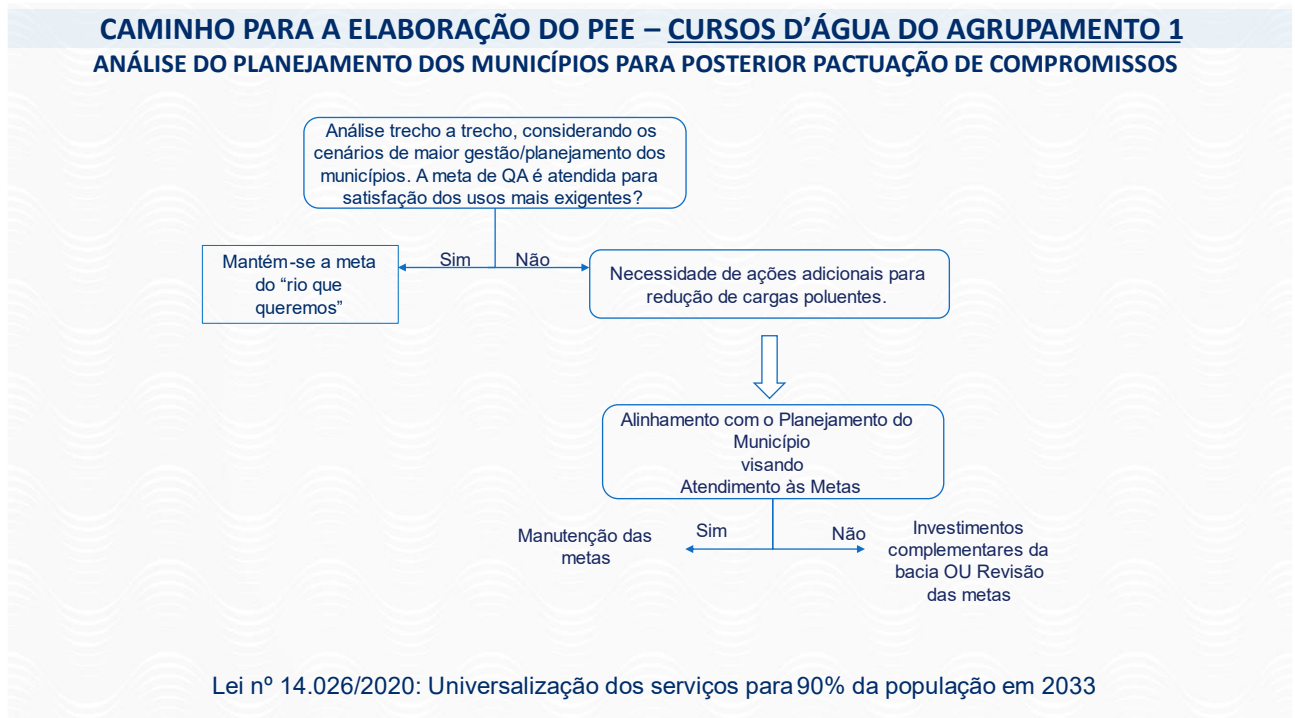 CAMINHO PARA A ELABORAÇÃO DO PEE – CURSOS D’ÁGUA DO AGRUPAMENTO 1
ANÁLISE DO PLANEJAMENTO DOS MUNICÍPIOS PARA POSTERIOR PACTUAÇÃO DE COMPROMISSOS
Análise trecho a trecho, considerando os
cenários de maior gestão/planejamento dos
municípios. A meta de QA é atendida para
satisfação dos usos mais exigentes?
Sim
Não
Mantém-se a meta
do “rio que
queremos”
Necessidade de ações adicionais para
redução de cargas poluentes.
Alinhamento com o Planejamento do
Município
visando
Atendimento às Metas
Sim
Não
Manutenção das
metas
Investimentos
complementares da
bacia OU Revisão
das metas
Lei nº 14.026/2020: Universalização dos serviços para 90% da população em 2033